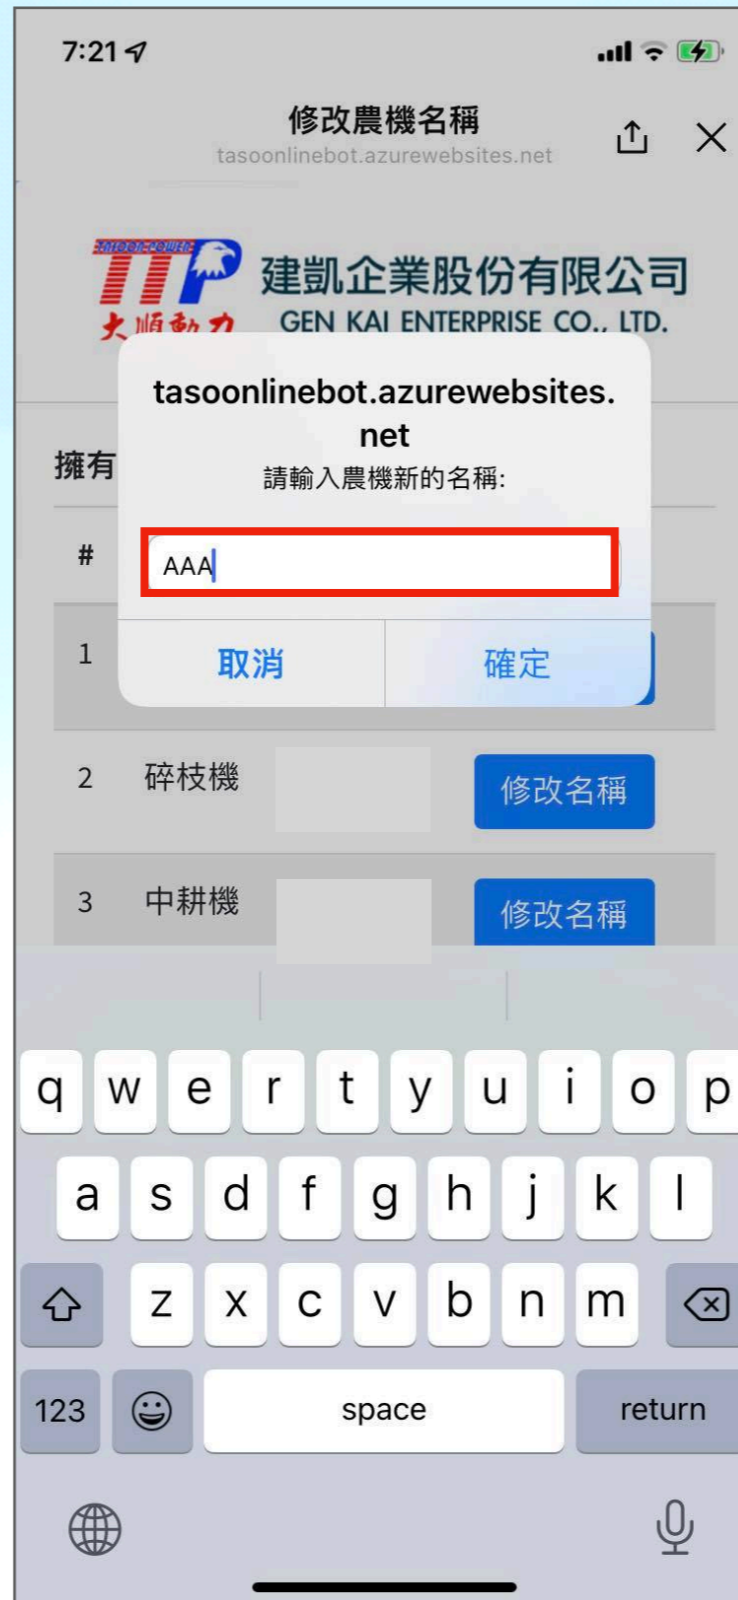 7:21
修改農機名稱
tasoonlinebot.azurewebsites.net
TASOON POWER
TTP
大順動力
建凱企業股份有限公司
GEN KAI ENTERPRISE CO., LTD.
tasoonlinebot.azurewebsites.
net
請輸入農機新的名稱:
擁有
#
AAA
1
取消
確定
2 碎枝機 修改名稱
3 中耕機 修改名稱
q w e r t y u i o p
a s d f g h j k l
z x c v b n m
123 space return